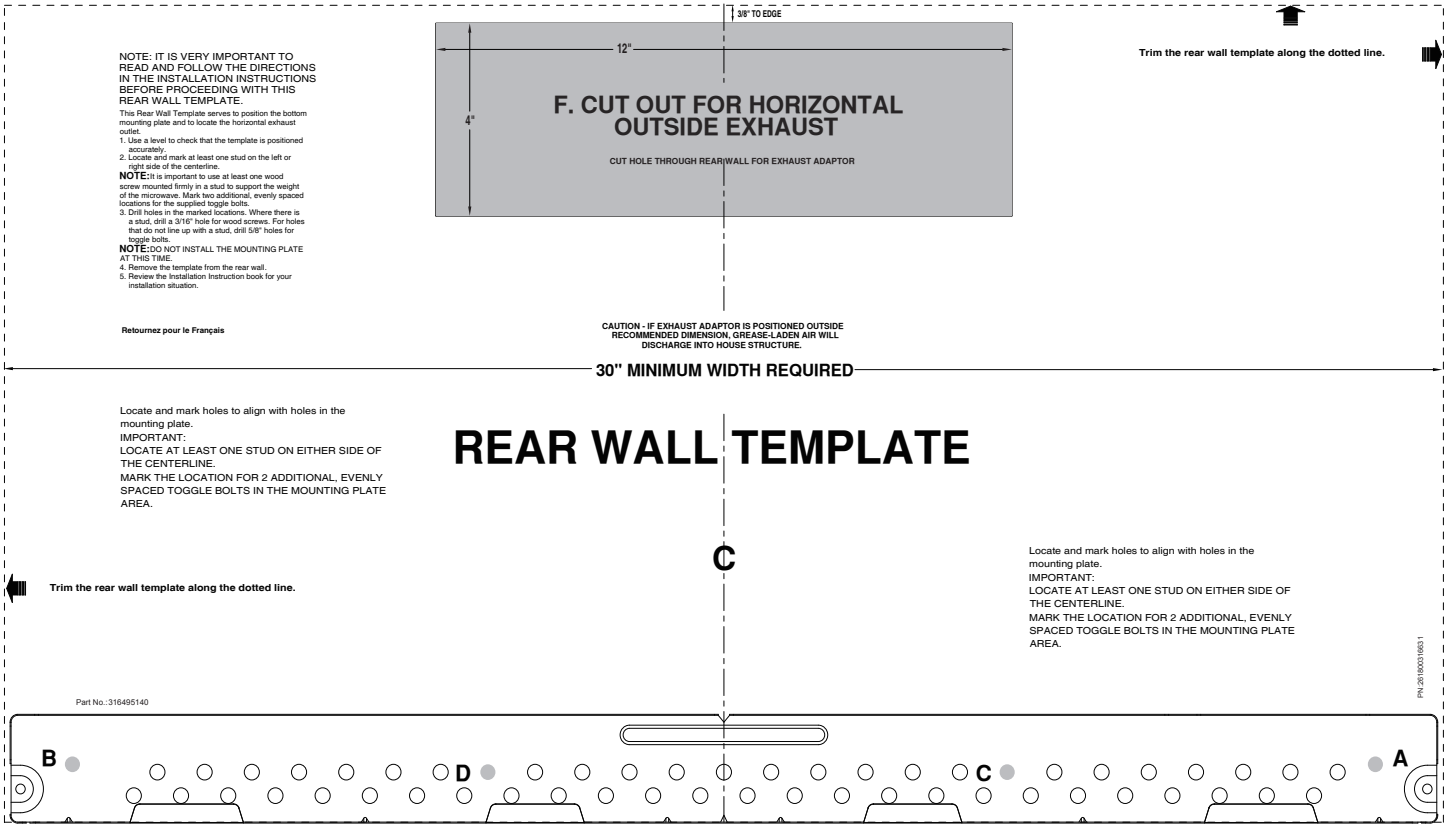 3/8" TO EDGE
12"
4"
F. CUT OUT FOR HORIZONTAL
OUTSIDE EXHAUST
CUT HOLE THROUGH REAR WALL FOR EXHAUST ADAPTOR
Trim the rear wall template along the dotted line.
NOTE: IT IS VERY IMPORTANT TO
READ AND FOLLOW THE DIRECTIONS
IN THE INSTALLATION INSTRUCTIONS
BEFORE PROCEEDING WITH THIS
REAR WALL TEMPLATE.
This Rear Wall Template serves to position the bottom
mounting plate and to locate the horizontal exhaust
outlet.
1. Use a level to check that the template is positioned
accurately.
2. Locate and mark at least one stud on the left or
right side of the centerline.
NOTE:It is important to use at least one wood
screw mounted firmly in a stud to support the weight
of the microwave. Mark two additional, evenly spaced
locations for the supplied toggle bolts.
3. Drill holes in the marked locations. Where there is
a stud, drill a 3/16" hole for wood screws. For holes
that do not line up with a stud, drill 5/8" holes for
toggle bolts.
NOTE:DO NOT INSTALL THE MOUNTING PLATE
AT THIS TIME.
4. Remove the template from the rear wall.
5. Review the Installation Instruction book for your
installation situation.
Retournez pour le Français
CAUTION - IF EXHAUST ADAPTOR IS POSITIONED OUTSIDE
RECOMMENDED DIMENSION, GREASE-LADEN AIR WILL
DISCHARGE INTO HOUSE STRUCTURE.
30" MINIMUM WIDTH REQUIRED
Locate and mark holes to align with holes in the
mounting plate.
IMPORTANT:
LOCATE AT LEAST ONE STUD ON EITHER SIDE OF
THE CENTERLINE.
MARK THE LOCATION FOR 2 ADDITIONAL, EVENLY
SPACED TOGGLE BOLTS IN THE MOUNTING PLATE
AREA.
REAR WALL TEMPLATE
C
Trim the rear wall template along the dotted line.
Locate and mark holes to align with holes in the
mounting plate.
IMPORTANT:
LOCATE AT LEAST ONE STUD ON EITHER SIDE OF
THE CENTERLINE.
MARK THE LOCATION FOR 2 ADDITIONAL, EVENLY
SPACED TOGGLE BOLTS IN THE MOUNTING PLATE
AREA.
PN:261800316631
Part No.:316495140
B
D
C
A